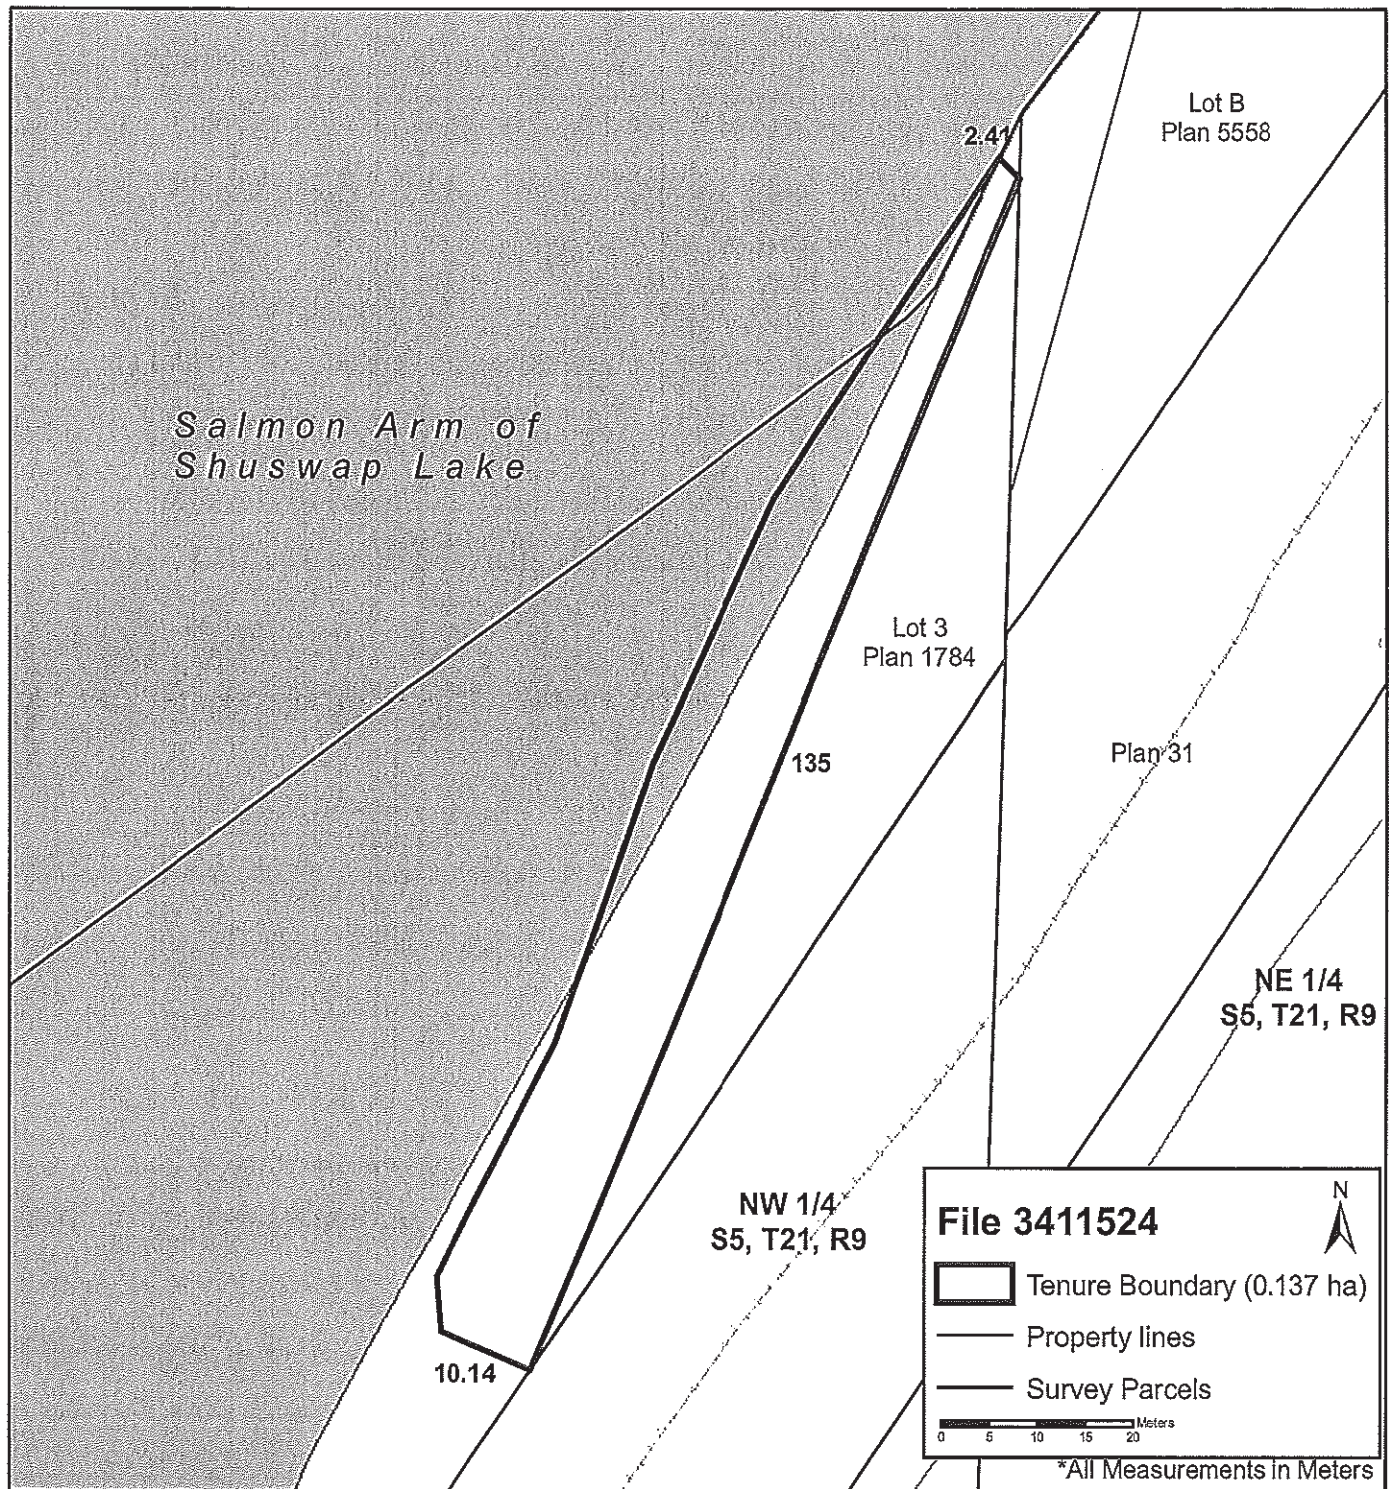 Lot B
Plan 5558
2.41
Salmon Arm of
Shuswap Lake
Lot 3
Plan 1784
135
Plan 31
NE 1/4
S5, T21, R9
NW 1/4
S5, T21, R9
10.14
N
File 3411524
Tenure Boundary (0.137 ha)
Property lines
Survey Parcels
Meters
0 5 10 15 20
*All Measurements in Meters